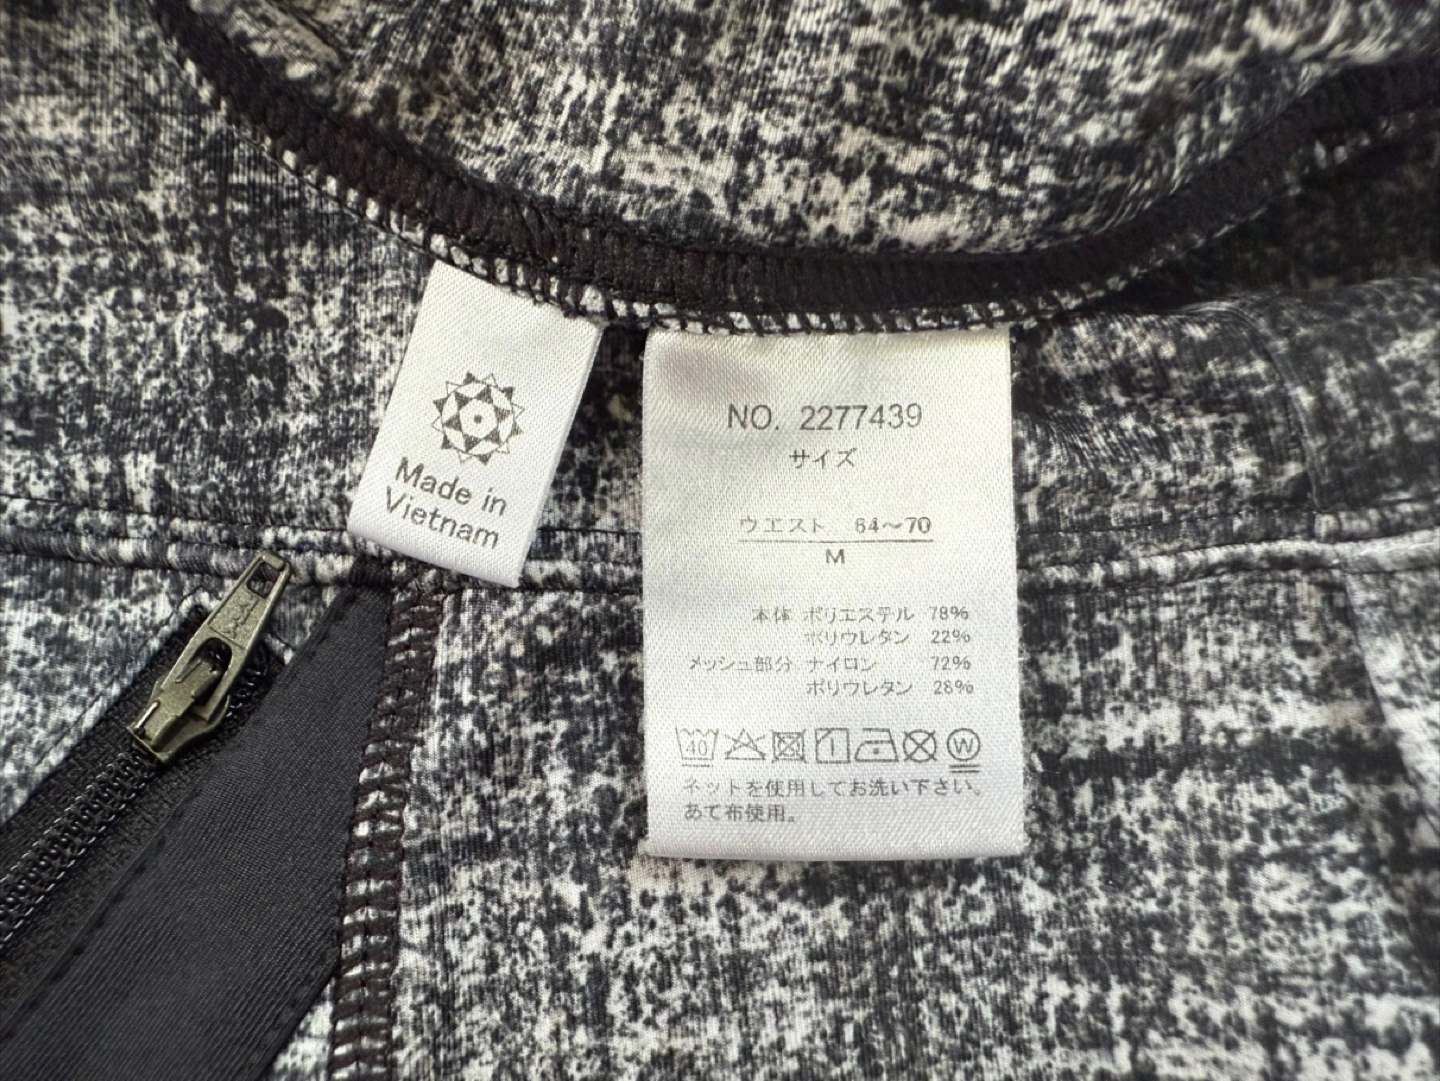 Made in
Vietnam
NO. 2277439
サイズ
ウエスト 64～70
M
本体 ポリエステル 78%
ポリウレタン 22%
メッシュ部分 ナイロン 72%
ポリウレタン 28%
40 W
ネットを使用してお洗い下さい。
あて布使用。